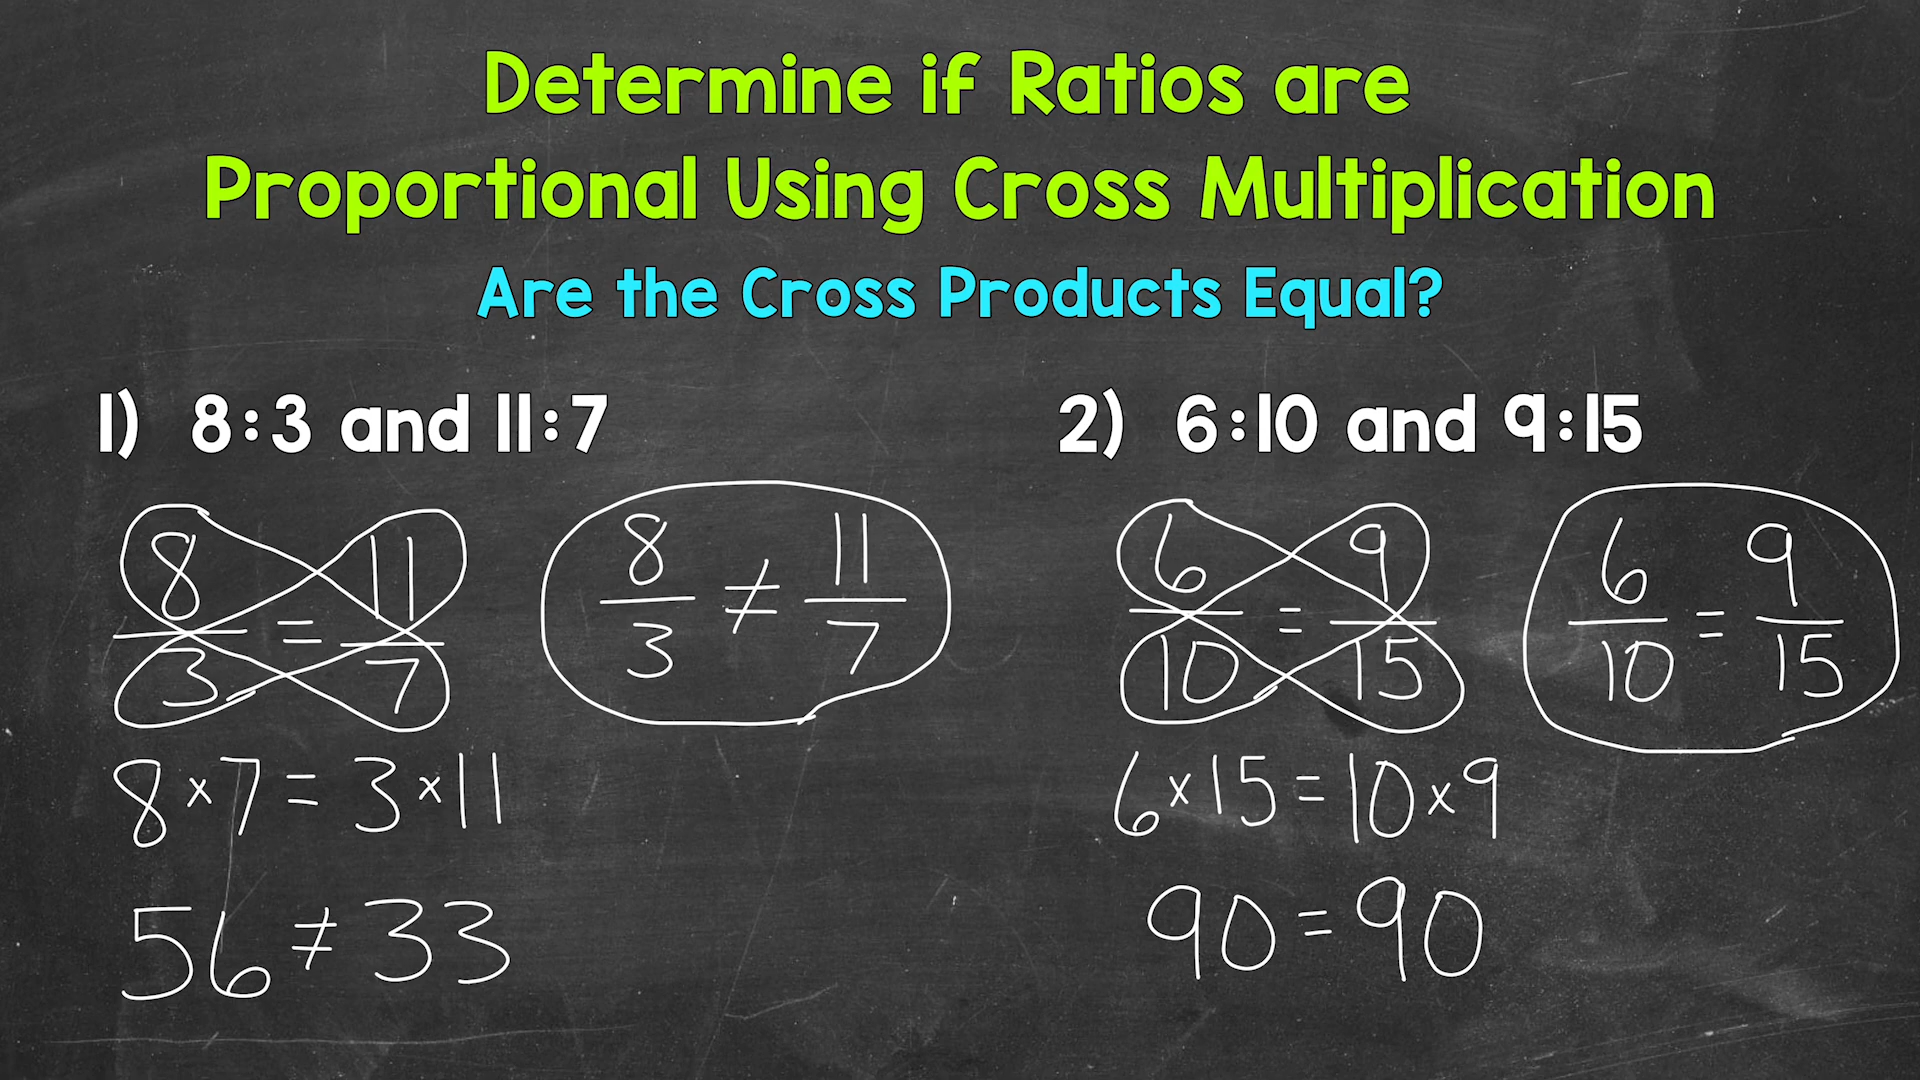 Determine if Ratios are
Proportional Using Cross Multiplication
Are the Cross Products Equal?
1) 8:3 and 11:7
8/3 = 11/7
8/3 ≠ 11/7
8×7 = 3×11
56 ≠ 33
2) 6:10 and 9:15
6/10 = 9/15
6/10 = 9/15
6×15 = 10×9
90 = 90